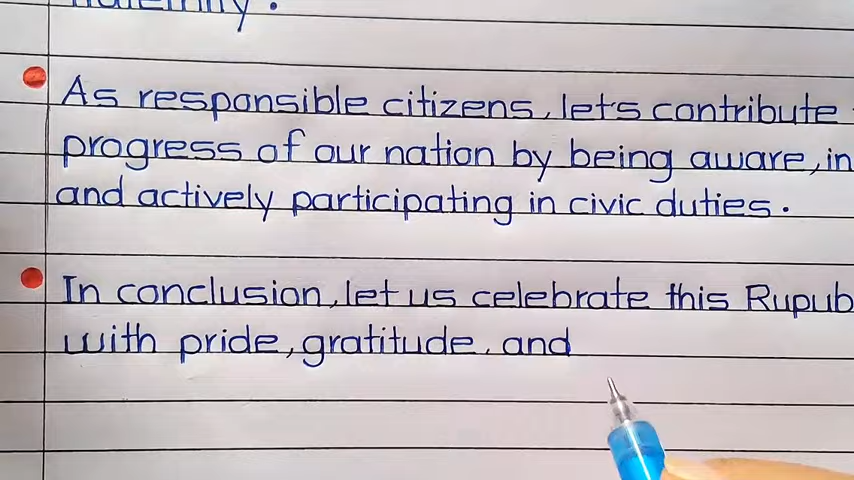 As responsible citizens, let's contribute
progress of our nation by being aware, in
and actively participating in civic duties.
In conclusion, let us celebrate this Rupub
with pride, gratitude, and